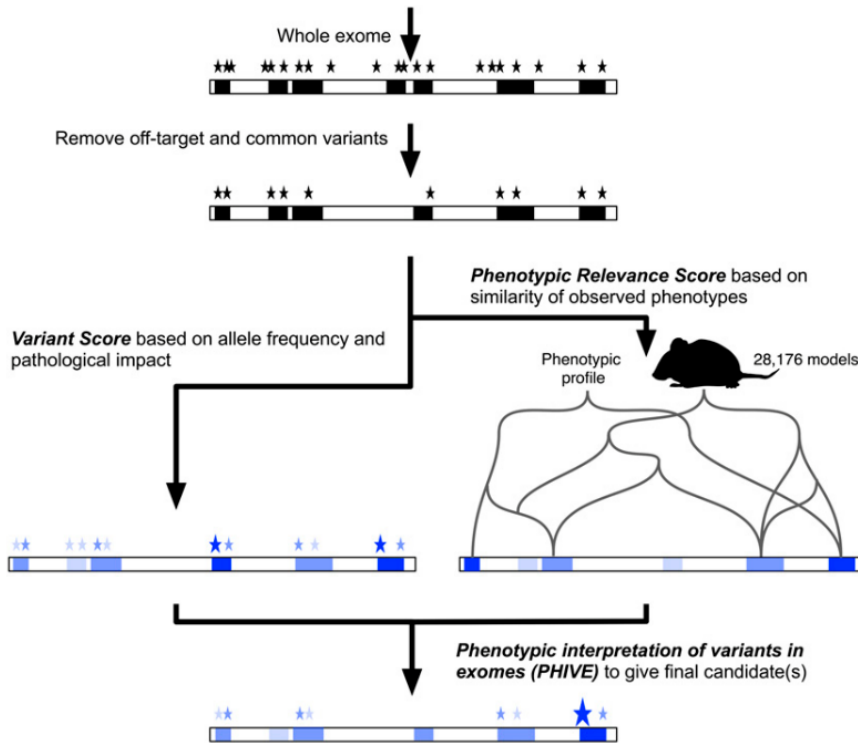 Whole exome
Remove off-target and common variants
Phenotypic Relevance Score based on
similarity of observed phenotypes
Variant Score based on allele frequency and
pathological impact
Phenotypic
profile
28,176 models
Phenotypic interpretation of variants in
exomes (PHIVE) to give final candidate(s)